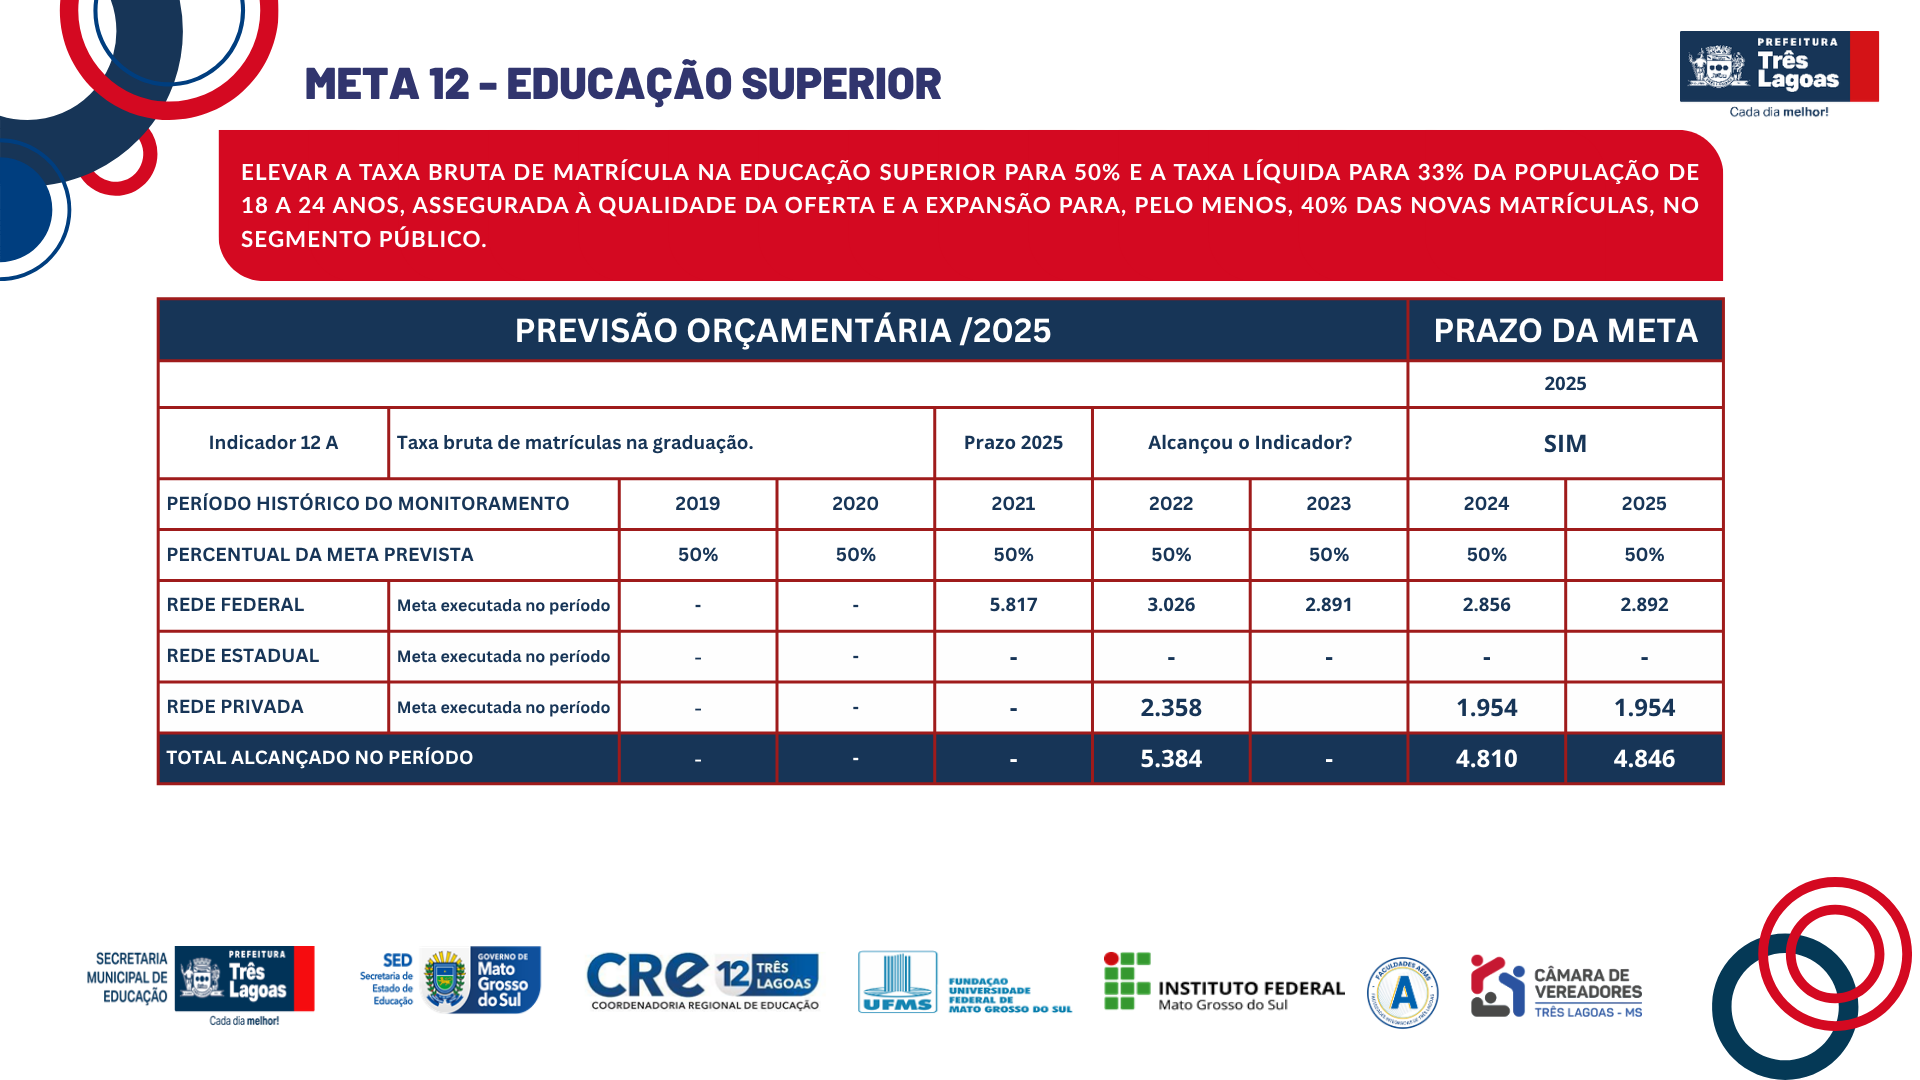 META 12 - EDUCAÇÃO SUPERIOR
PREFEITURA
Três
Lagoas
Cada dia melhor!
ELEVAR A TAXA BRUTA DE MATRÍCULA NA EDUCAÇÃO SUPERIOR PARA 50% E A TAXA LÍQUIDA PARA 33% DA POPULAÇÃO DE
18 A 24 ANOS, ASSEGURADA À QUALIDADE DA OFERTA E A EXPANSÃO PARA, PELO MENOS, 40% DAS NOVAS MATRÍCULAS, NO
SEGMENTO PÚBLICO.
PREVISÃO ORÇAMENTÁRIA /2025 PRAZO DA META
2025
Indicador 12 A Taxa bruta de matrículas na graduação. Prazo 2025 Alcançou o Indicador? SIM
PERÍODO HISTÓRICO DO MONITORAMENTO 2019 2020 2021 2022 2023 2024 2025
PERCENTUAL DA META PREVISTA 50% 50% 50% 50% 50% 50% 50%
REDE FEDERAL Meta executada no período - - 5.817 3.026 2.891 2.856 2.892
REDE ESTADUAL Meta executada no período - - - - - - -
REDE PRIVADA Meta executada no período - - - 2.358 1.954 1.954
TOTAL ALCANÇADO NO PERÍODO - - - 5.384 - 4.810 4.846
SECRETARIA
MUNICIPAL DE
EDUCAÇÃO
PREFEITURA
Três
Lagoas
Cada dia melhor!
SED
Secretaria de
Estado de
Educação
GOVERNO DE
Mato
Grosso
do Sul
CRE 12 TRÊS
LAGOAS
COORDENADORIA REGIONAL DE EDUCAÇÃO
UFMS
FUNDAÇÃO
UNIVERSIDADE
FEDERAL DE
MATO GROSSO DO SUL
INSTITUTO FEDERAL
Mato Grosso do Sul
FACULDADES AEMS
A
CÂMARA DE
VEREADORES
TRÊS LAGOAS - MS